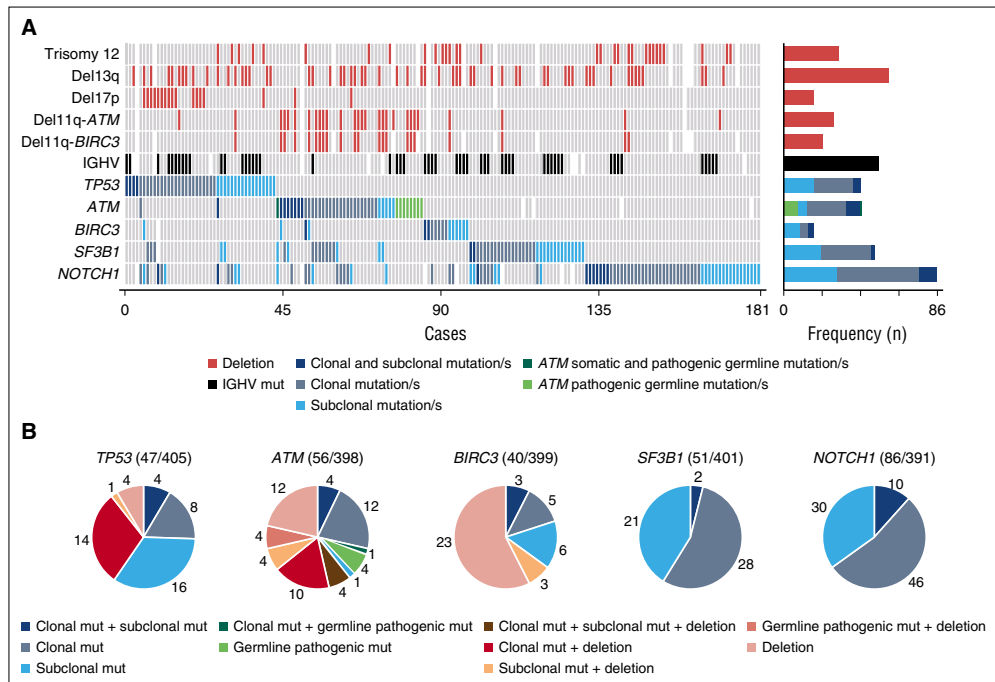 A
Trisomy 12
Del13q
Del17p
Del11q-ATM
Del11q-BIRC3
IGHV
TP53
ATM
BIRC3
SF3B1
NOTCH1
0 45 90 135 181 0 86
Cases Frequency (n)
Deletion Clonal and subclonal mutation/s ATM somatic and pathogenic germline mutation/s
IGHV mut Clonal mutation/s ATM pathogenic germline mutation/s
Subclonal mutation/s
B
TP53 (47/405) ATM (56/398) BIRC3 (40/399) SF3B1 (51/401) NOTCH1 (86/391)
4 8 16 14 1 4
4 12 1 4 1 4 10 4 4 12
3 5 6 3 23
2 28 21
10 46 30
Clonal mut + subclonal mut Clonal mut + germline pathogenic mut Clonal mut + subclonal mut + deletion Germline pathogenic mut + deletion
Clonal mut Germline pathogenic mut Clonal mut + deletion Deletion
Subclonal mut Subclonal mut + deletion